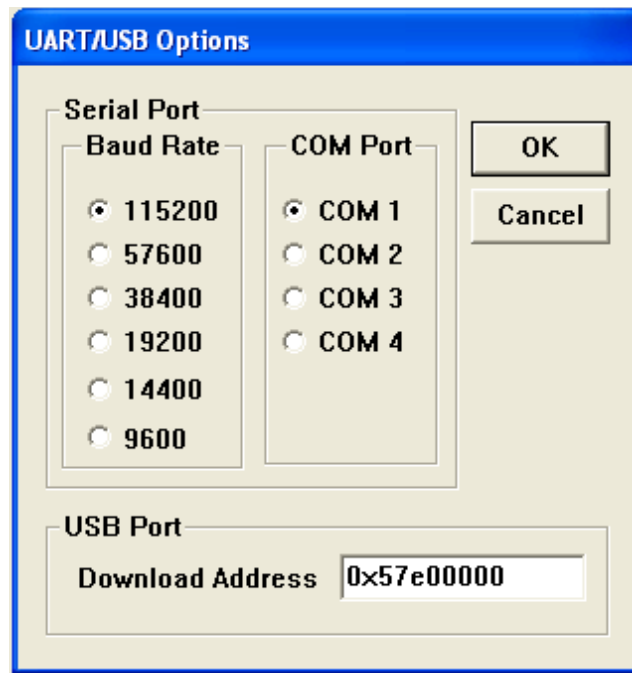 UART/USB Options
Serial Port
Baud Rate
115200
57600
38400
19200
14400
9600
COM Port
COM 1
COM 2
COM 3
COM 4
OK
Cancel
USB Port
Download Address 0x57e00000